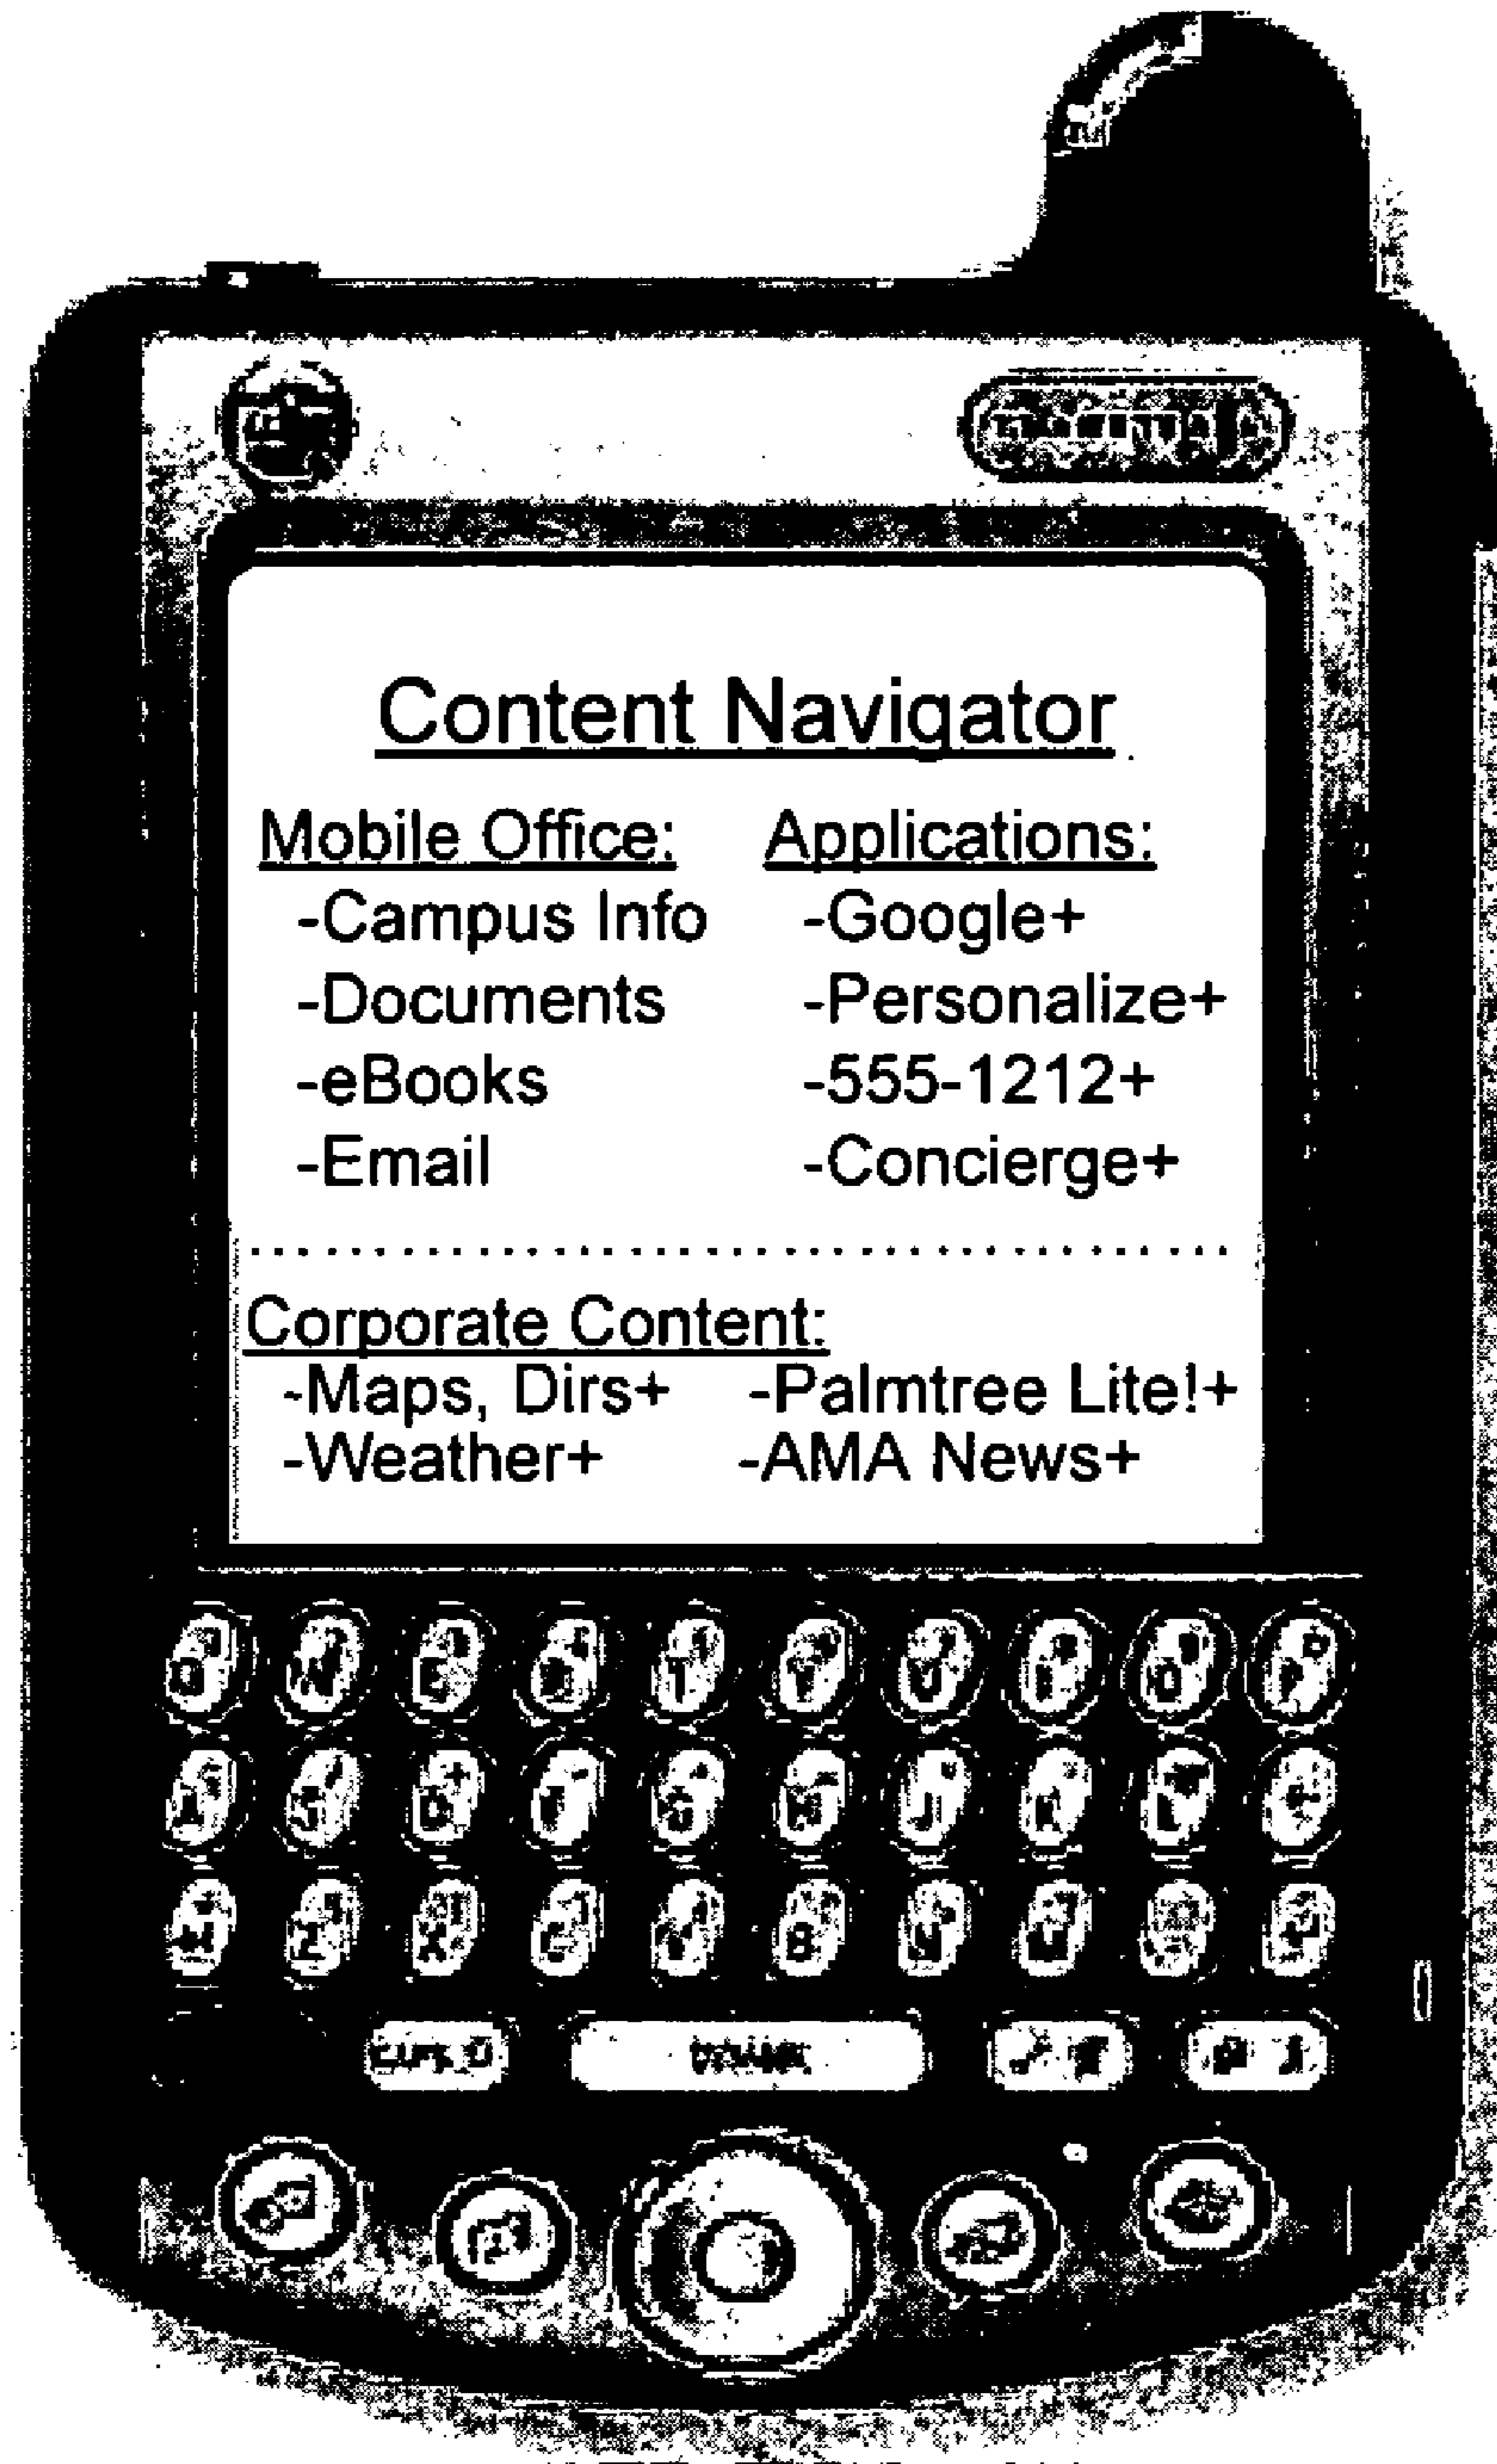 Content Navigator
Mobile Office:
-Campus Info
-Documents
-eBooks
-Email
Applications:
-Google+
-Personalize+
-555-1212+
-Concierge+
Corporate Content:
-Maps, Dirs+ -Palmtree Lite!+
-Weather+ -AMA News+